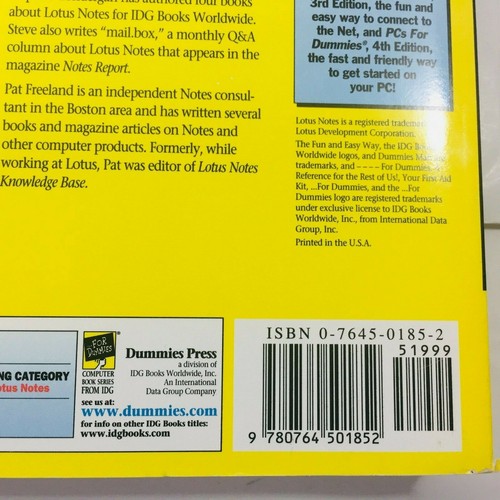 has authored four books
about Lotus Notes for IDG Books Worldwide.
Steve also writes "mail.box," a monthly Q&A
column about Lotus Notes that appears in the
magazine Notes Report.
Pat Freeland is an independent Notes consul-
tant in the Boston area and has written several
books and magazine articles on Notes and
other computer products. Formerly, while
working at Lotus, Pat was editor of Lotus Notes
Knowledge Base.
3rd Edition, the fun and
easy way to connect to
the Net, and PCs For
Dummies®, 4th Edition,
the fast and friendly way
to get started on
your PC!
Lotus Notes is a registered
Lotus Development Corporation.
The Fun and Easy Way, the IDG
Worldwide logos, and Dummies
trademarks, and ----For Dummies
Reference for the Rest of Us!, Your First Aid
Kit, ...For Dummies, and the ...For
Dummies logo are registered trademarks
under exclusive license to IDG Books
Worldwide, Inc., from International Data
Group, Inc.
Printed in the U.S.A.
NG CATEGORY
otus Notes
FOR
DUMMIES
COMPUTER
BOOK SERIES
FROM IDG
Dummies Press
a division of
IDG Books Worldwide, Inc.
An International
Data Group Company
see us at:
www.dummies.com
for info on other IDG Books titles:
www.idgbooks.com
ISBN 0-7645-0185-2
51999
9 780764 501852